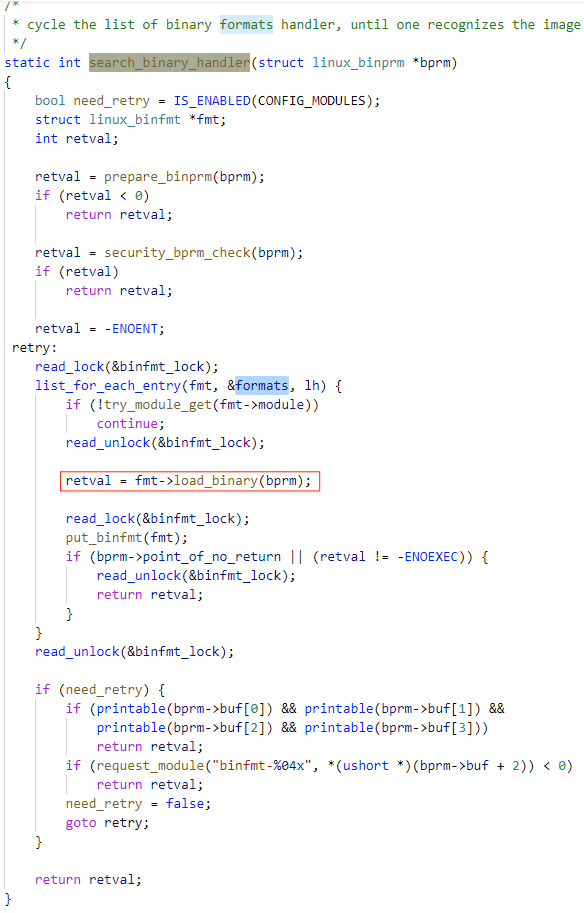 /*
 * cycle the list of binary formats handler, until one recognizes the image
 */
static int search_binary_handler(struct linux_binprm *bprm)
{
    bool need_retry = IS_ENABLED(CONFIG_MODULES);
    struct linux_binfmt *fmt;
    int retval;

    retval = prepare_binprm(bprm);
    if (retval < 0)
        return retval;

    retval = security_bprm_check(bprm);
    if (retval)
        return retval;

    retval = -ENOENT;
 retry:
    read_lock(&binfmt_lock);
    list_for_each_entry(fmt, &formats, lh) {
        if (!try_module_get(fmt->module))
            continue;
        read_unlock(&binfmt_lock);

        retval = fmt->load_binary(bprm);

        read_lock(&binfmt_lock);
        put_binfmt(fmt);
        if (bprm->point_of_no_return || (retval != -ENOEXEC)) {
            read_unlock(&binfmt_lock);
            return retval;
        }
    }
    read_unlock(&binfmt_lock);

    if (need_retry) {
        if (printable(bprm->buf[0]) && printable(bprm->buf[1]) &&
            printable(bprm->buf[2]) && printable(bprm->buf[3]))
            return retval;
        if (request_module("binfmt-%04x", *(ushort *)(bprm->buf + 2)) < 0)
            return retval;
        need_retry = false;
        goto retry;
    }

    return retval;
}